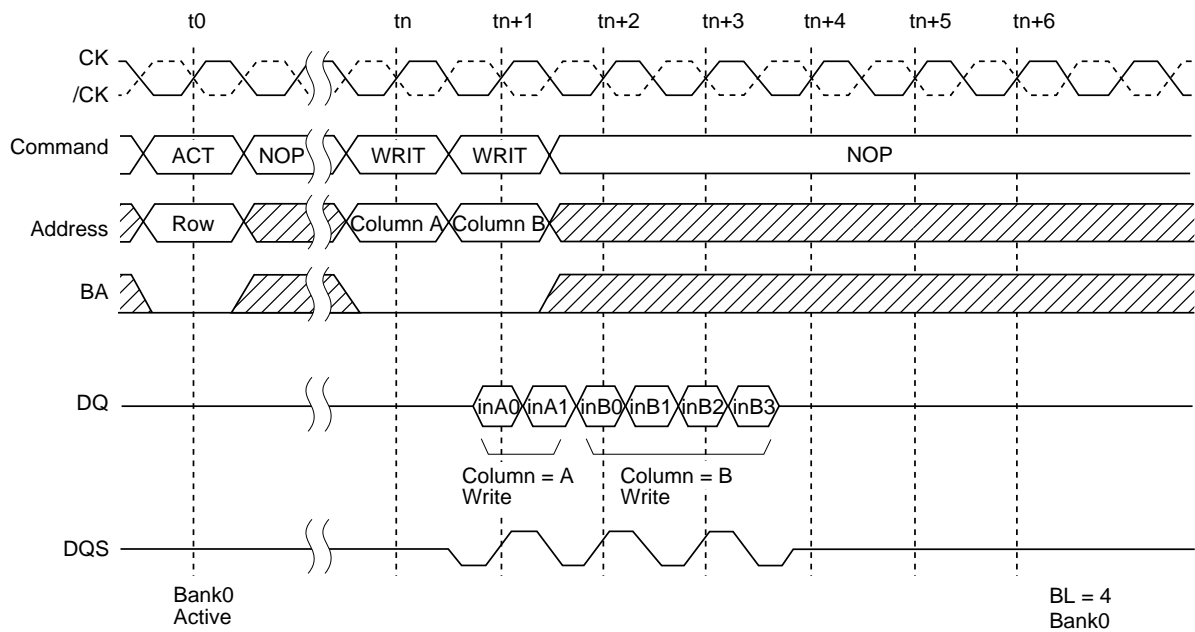 t0 tn tn+1 tn+2 tn+3 tn+4 tn+5 tn+6
CK
/CK
Command ACT NOP WRIT WRIT NOP
Address Row Column A Column B
BA
DQ inA0 inA1 inB0 inB1 inB2 inB3
Column = A Column = B
Write Write
DQS
Bank0 BL = 4
Active Bank0